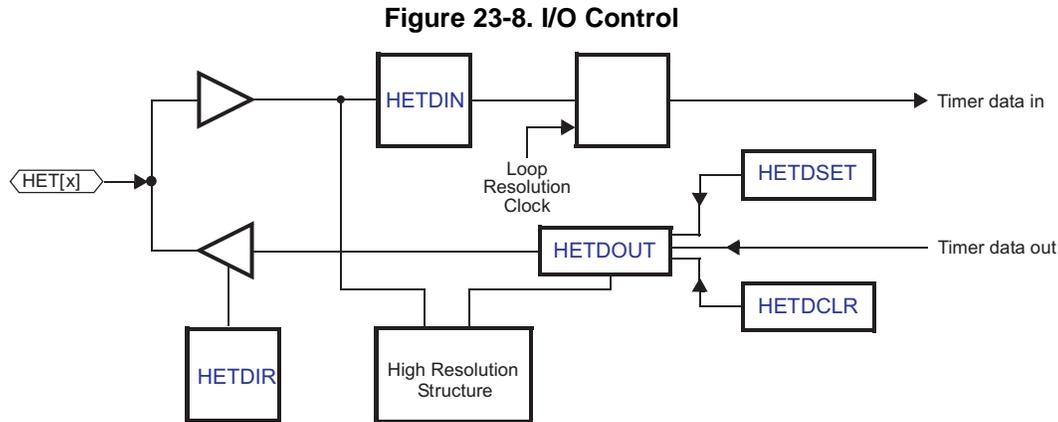 Figure 23-8. I/O Control
HETDIN
Timer data in
Loop
Resolution
Clock
HET[x]
HETDSET
HETDOUT
Timer data out
HETDCLR
HETDIR
High Resolution
Structure